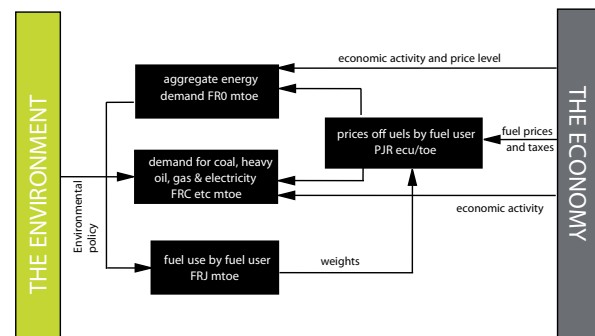 THE ENVIRONMENT
THE ECONOMY
economic activity and price level
aggregate energy
demand FR0 mtoe
prices off uels by fuel user
PJR ecu/toe
fuel prices
and taxes
demand for coal, heavy
oil, gas & electricity
FRC etc mtoe
economic activity
Environmental
policy
fuel use by fuel user
FRJ mtoe
weights